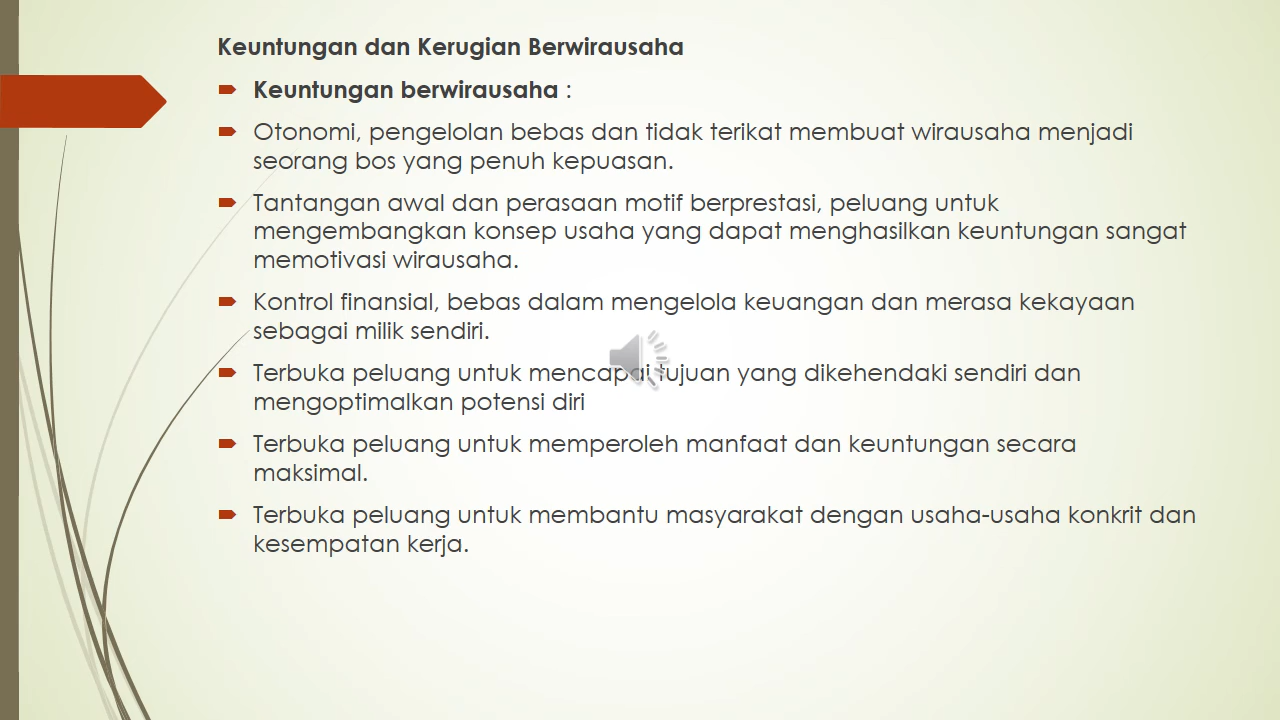 Keuntungan dan Kerugian Berwirausaha
Keuntungan berwirausaha :
Otonomi, pengelolan bebas dan tidak terikat membuat wirausaha menjadi
seorang bos yang penuh kepuasan.
Tantangan awal dan perasaan motif berprestasi, peluang untuk
mengembangkan konsep usaha yang dapat menghasilkan keuntungan sangat
memotivasi wirausaha.
Kontrol finansial, bebas dalam mengelola keuangan dan merasa kekayaan
sebagai milik sendiri.
Terbuka peluang untuk mencapai tujuan yang dikehendaki sendiri dan
mengoptimalkan potensi diri
Terbuka peluang untuk memperoleh manfaat dan keuntungan secara
maksimal.
Terbuka peluang untuk membantu masyarakat dengan usaha-usaha konkrit dan
kesempatan kerja.